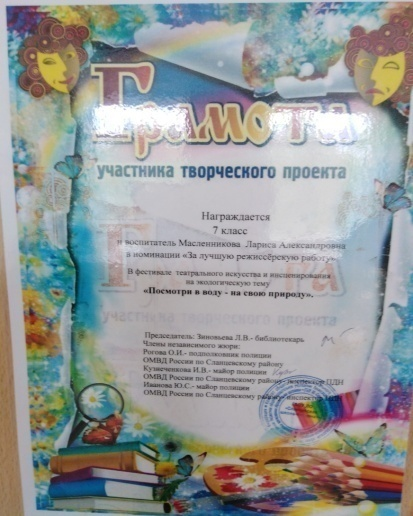 Грамота
участника творческого проекта
Награждается
7 класс
и воспитатель Масленникова Лариса Александровна
в номинации «За лучшую режиссёрскую работу»
В фестивале театрального искусства и инсценирования
на экологическую тему
«Посмотри в воду - на свою природу».
Председатель: Зиновьева Л.В.- библиотекарь
Члены независимого жюри:
Рогова О.И.- подполковник полиции
ОМВД России по Сланцевскому району
Кузнеченкова И.В.- майор полиции
ОМВД России по Сланцевскому району- инспектор ПДН
Иванова Ю.С.- майор полиции
ОМВД России по Сланцевскому району- инспектор ПДН